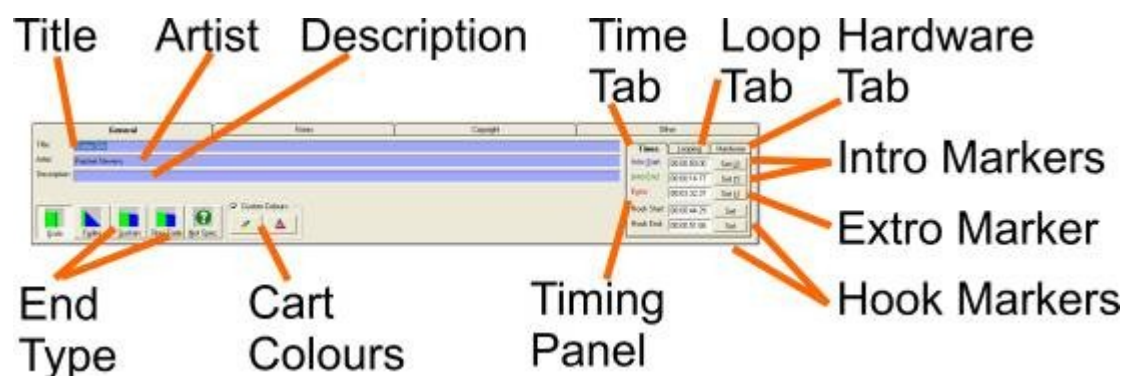 Title Artist Description Time Loop Hardware
Tab Tab Tab
General Notes Copyright Other
Title:
Artist: Rachel Stevens
Description:
Times Looping Hardware
Intro Start
Intro End
Extro
Hook Start Set
Hook End Set
Custom Colours
Intro Markers
Extro Marker
Hook Markers
End Cart Timing
Type Colours Panel